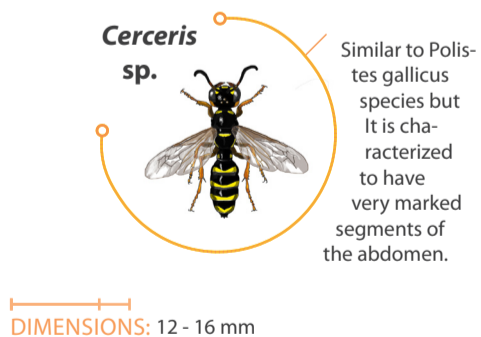 Cerceris
sp.
Similar to Polis-
tes gallicus
species but
It is cha-
racterized
to have
very marked
segments of
the abdomen.
DIMENSIONS: 12 - 16 mm